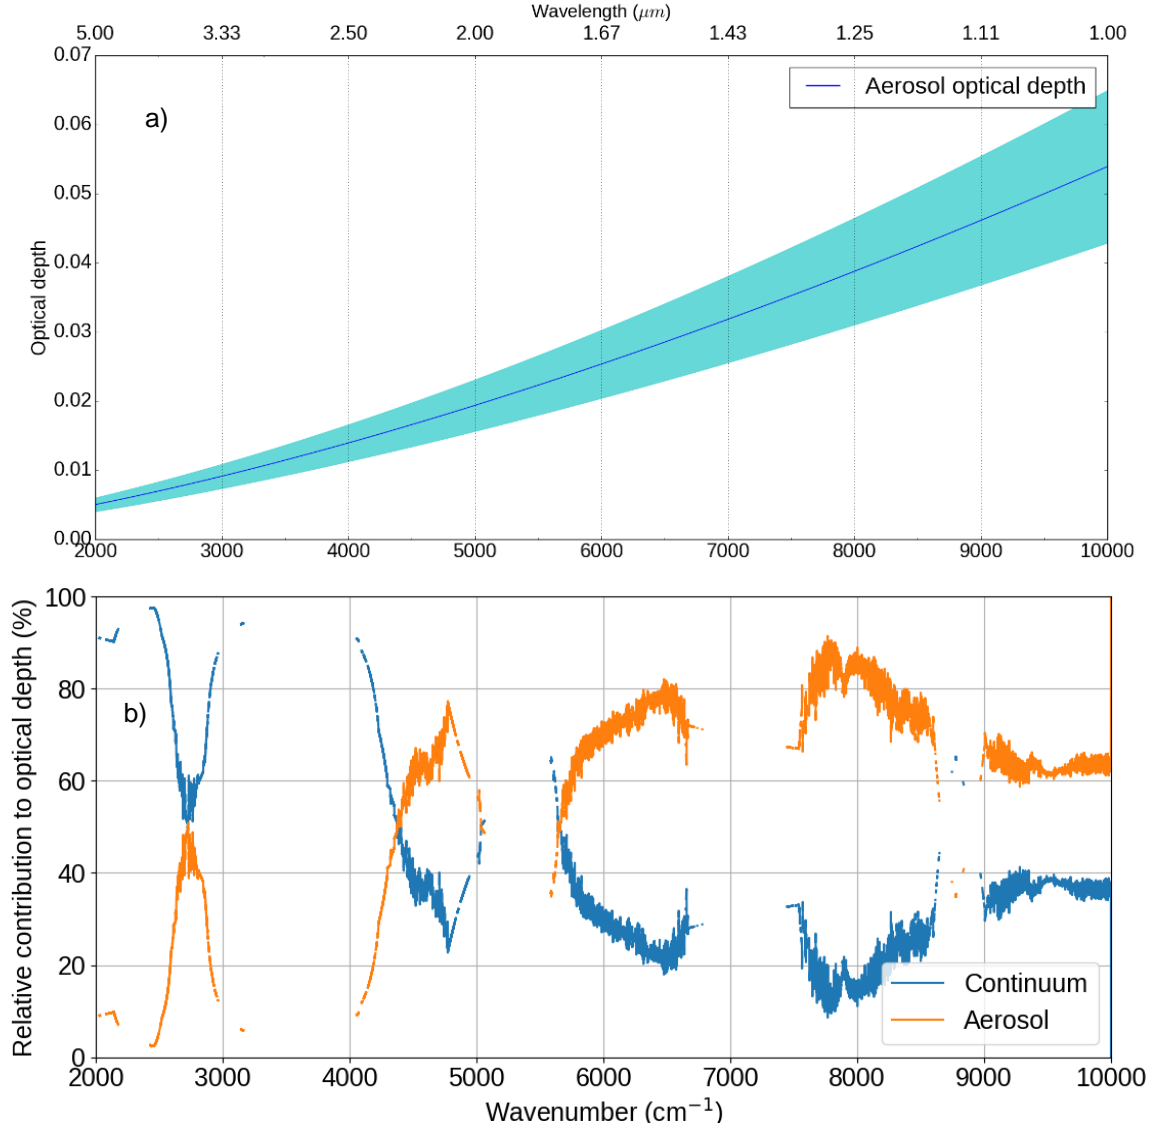 Wavelength (μm)
5.00 3.33 2.50 2.00 1.67 1.43 1.25 1.11 1.00
0.07
Aerosol optical depth
a)
0.06
0.05
0.04
0.03
0.02
0.01
0.00
Optical depth
2000 3000 4000 5000 6000 7000 8000 9000 10000
100
80
b)
60
40
20
0
Relative contribution to optical depth (%)
Continuum
Aerosol
2000 3000 4000 5000 6000 7000 8000 9000 10000
Wavenumber (cm⁻¹)